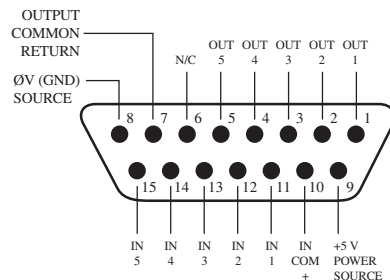 OUTPUT
COMMON
RETURN
ØV (GND)
SOURCE
N/C
OUT
5
OUT
4
OUT
3
OUT
2
OUT
1
8 7 6 5 4 3 2 1
15 14 13 12 11 10 9
IN
5
IN
4
IN
3
IN
2
IN
1
IN
COM
+
+5 V
POWER
SOURCE